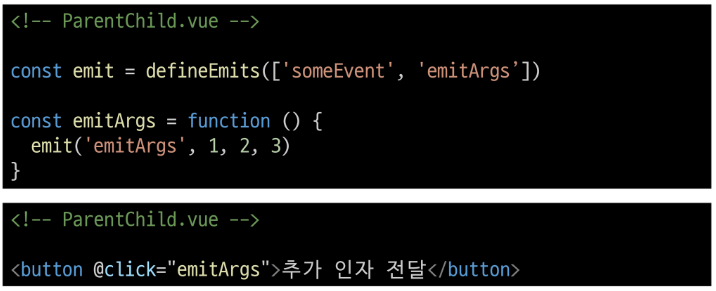 <!-- ParentChild.vue -->
const emit = defineEmits(['someEvent', 'emitArgs’])
const emitArgs = function () {
emit('emitArgs', 1, 2, 3)
}
<!-- ParentChild.vue -->
<button @click="emitArgs">추가 인자 전달</button>